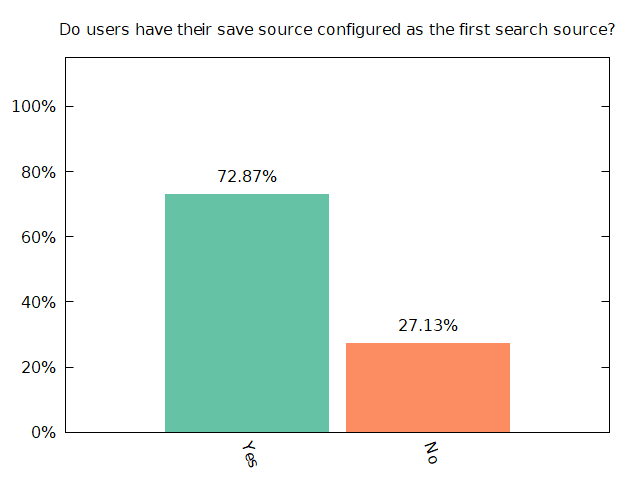 Do users have their save source configured as the first search source?
100%
80%
60%
40%
20%
0%
72.87%
27.13%
Yes
No